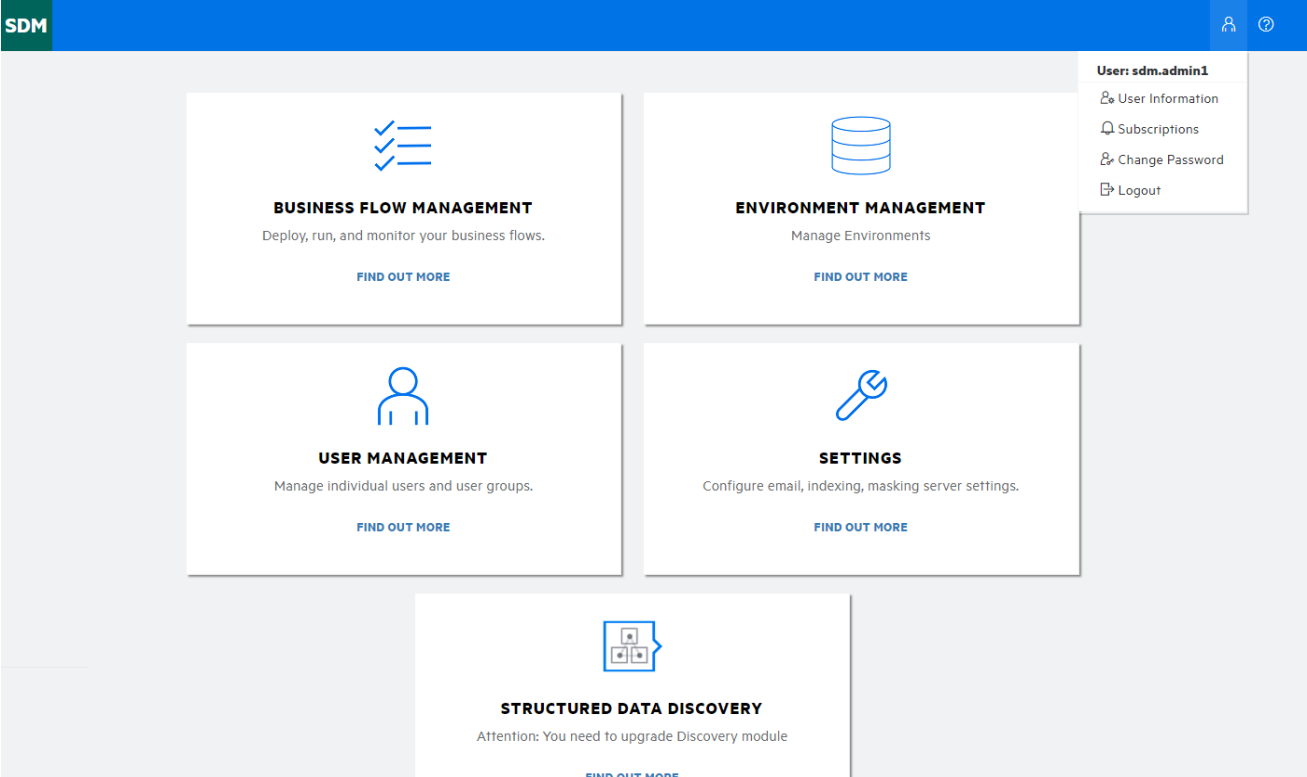 SDM
User: sdm.admin1
User Information
Subscriptions
Change Password
Logout
BUSINESS FLOW MANAGEMENT
Deploy, run, and monitor your business flows.
FIND OUT MORE
ENVIRONMENT MANAGEMENT
Manage Environments
FIND OUT MORE
USER MANAGEMENT
Manage individual users and user groups.
FIND OUT MORE
SETTINGS
Configure email, indexing, masking server settings.
FIND OUT MORE
STRUCTURED DATA DISCOVERY
Attention: You need to upgrade Discovery module
FIND OUT MORE